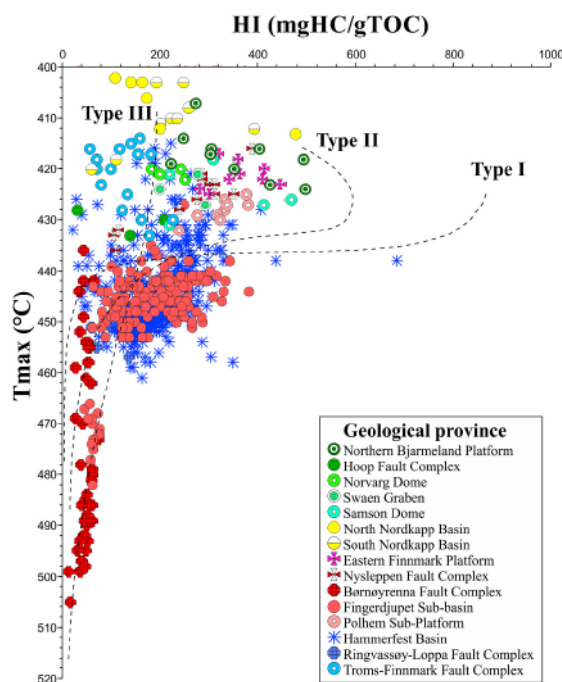 HI (mgHC/gTOC)
0 200 400 600 800 1000
400
410
420
430
440
450
460
470
480
490
500
510
520
Tmax (°C)
Type III
Type II
Type I
Geological province
Northern Bjarmeland Platform
Hoop Fault Complex
Norvarg Dome
Swaen Graben
Samson Dome
North Nordkapp Basin
South Nordkapp Basin
Eastern Finnmark Platform
Nysleppen Fault Complex
Børnøyrenna Fault Complex
Fingerdjupet Sub-basin
Polhem Sub-Platform
Hammerfest Basin
Ringvassøy-Loppa Fault Complex
Troms-Finnmark Fault Complex